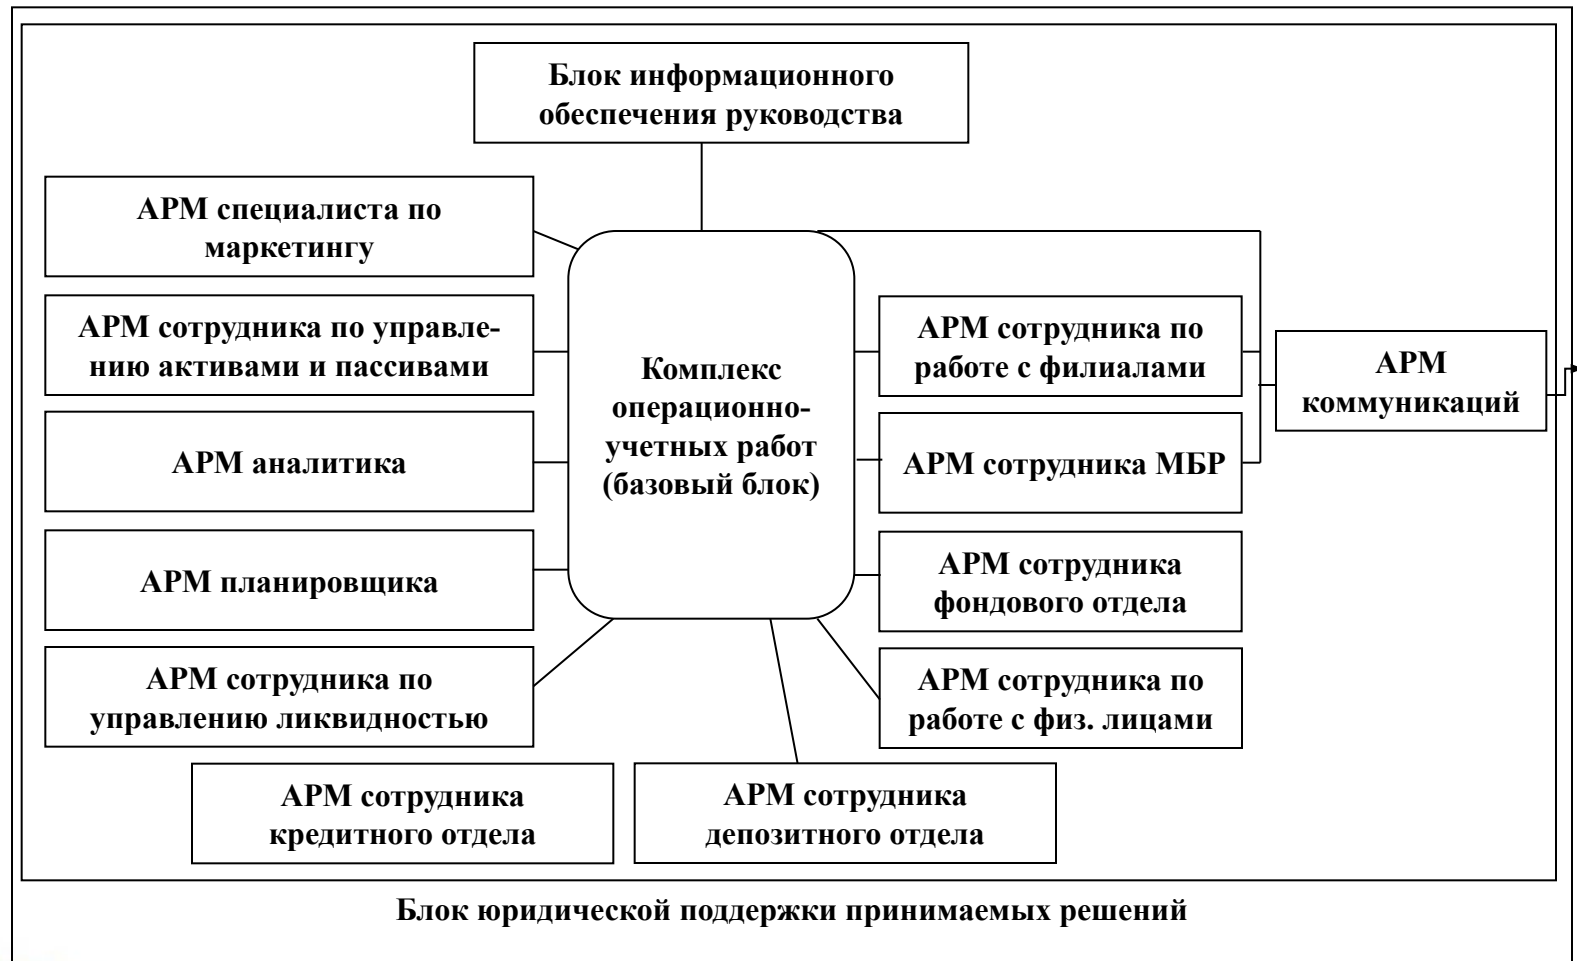 Блок информационного
обеспечения руководства
АРМ специалиста по
маркетингу
АРМ сотрудника по управле-
нию активами и пассивами
АРМ аналитика
АРМ планировщика
АРМ сотрудника по
управлению ликвидностью
Комплекс
операционно-
учетных работ
(базовый блок)
АРМ сотрудника по
работе с филиалами
АРМ сотрудника МБР
АРМ сотрудника
фондового отдела
АРМ сотрудника по
работе с физ. лицами
АРМ
коммуникаций
АРМ сотрудника
кредитного отдела
АРМ сотрудника
депозитного отдела
Блок юридической поддержки принимаемых решений